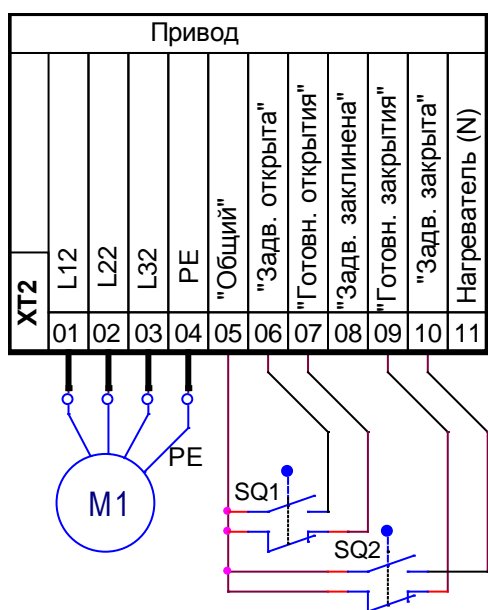 Привод
XT2
L12
L22
L32
PE
"Общий"
"Задв. открыта"
"Готовн. открытия"
"Задв. заклинена"
"Готовн. закрытия"
"Задв. закрыта"
Нагреватель (N)
01 02 03 04 05 06 07 08 09 10 11
PE
M1
SQ1
SQ2